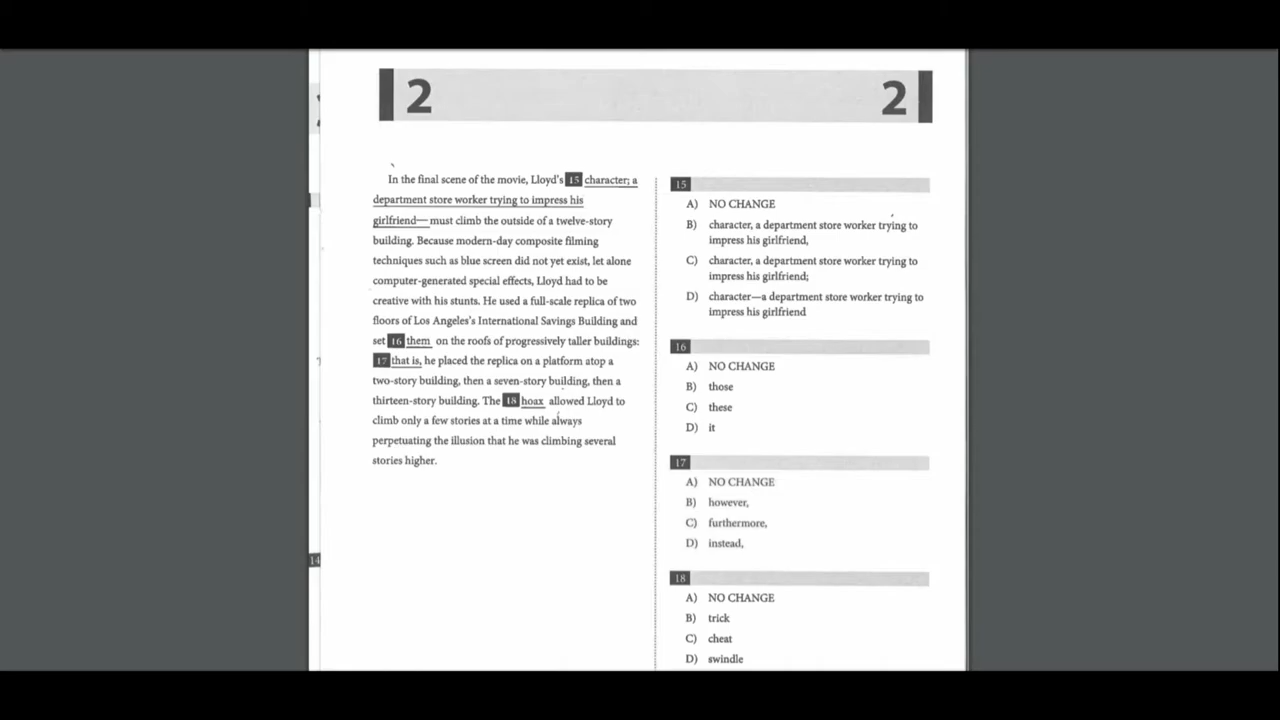 2 2
In the final scene of the movie, Lloyd's 15 character; a
department store worker trying to impress his
girlfriend—must climb the outside of a twelve-story
building. Because modern-day composite filming
techniques such as blue screen did not yet exist, let alone
computer-generated special effects, Lloyd had to be
creative with his stunts. He used a full-scale replica of two
floors of Los Angeles's International Savings Building and
set 16 them on the roofs of progressively taller buildings:
17 that is, he placed the replica on a platform atop a
two-story building, then a seven-story building, then a
thirteen-story building. The 18 hoax allowed Lloyd to
climb only a few stories at a time while always
perpetuating the illusion that he was climbing several
stories higher.
14
15
A) NO CHANGE
B) character, a department store worker trying to
impress his girlfriend,
C) character, a department store worker trying to
impress his girlfriend;
D) character—a department store worker trying to
impress his girlfriend
16
A) NO CHANGE
B) those
C) these
D) it
17
A) NO CHANGE
B) however,
C) furthermore,
D) instead,
18
A) NO CHANGE
B) trick
C) cheat
D) swindle